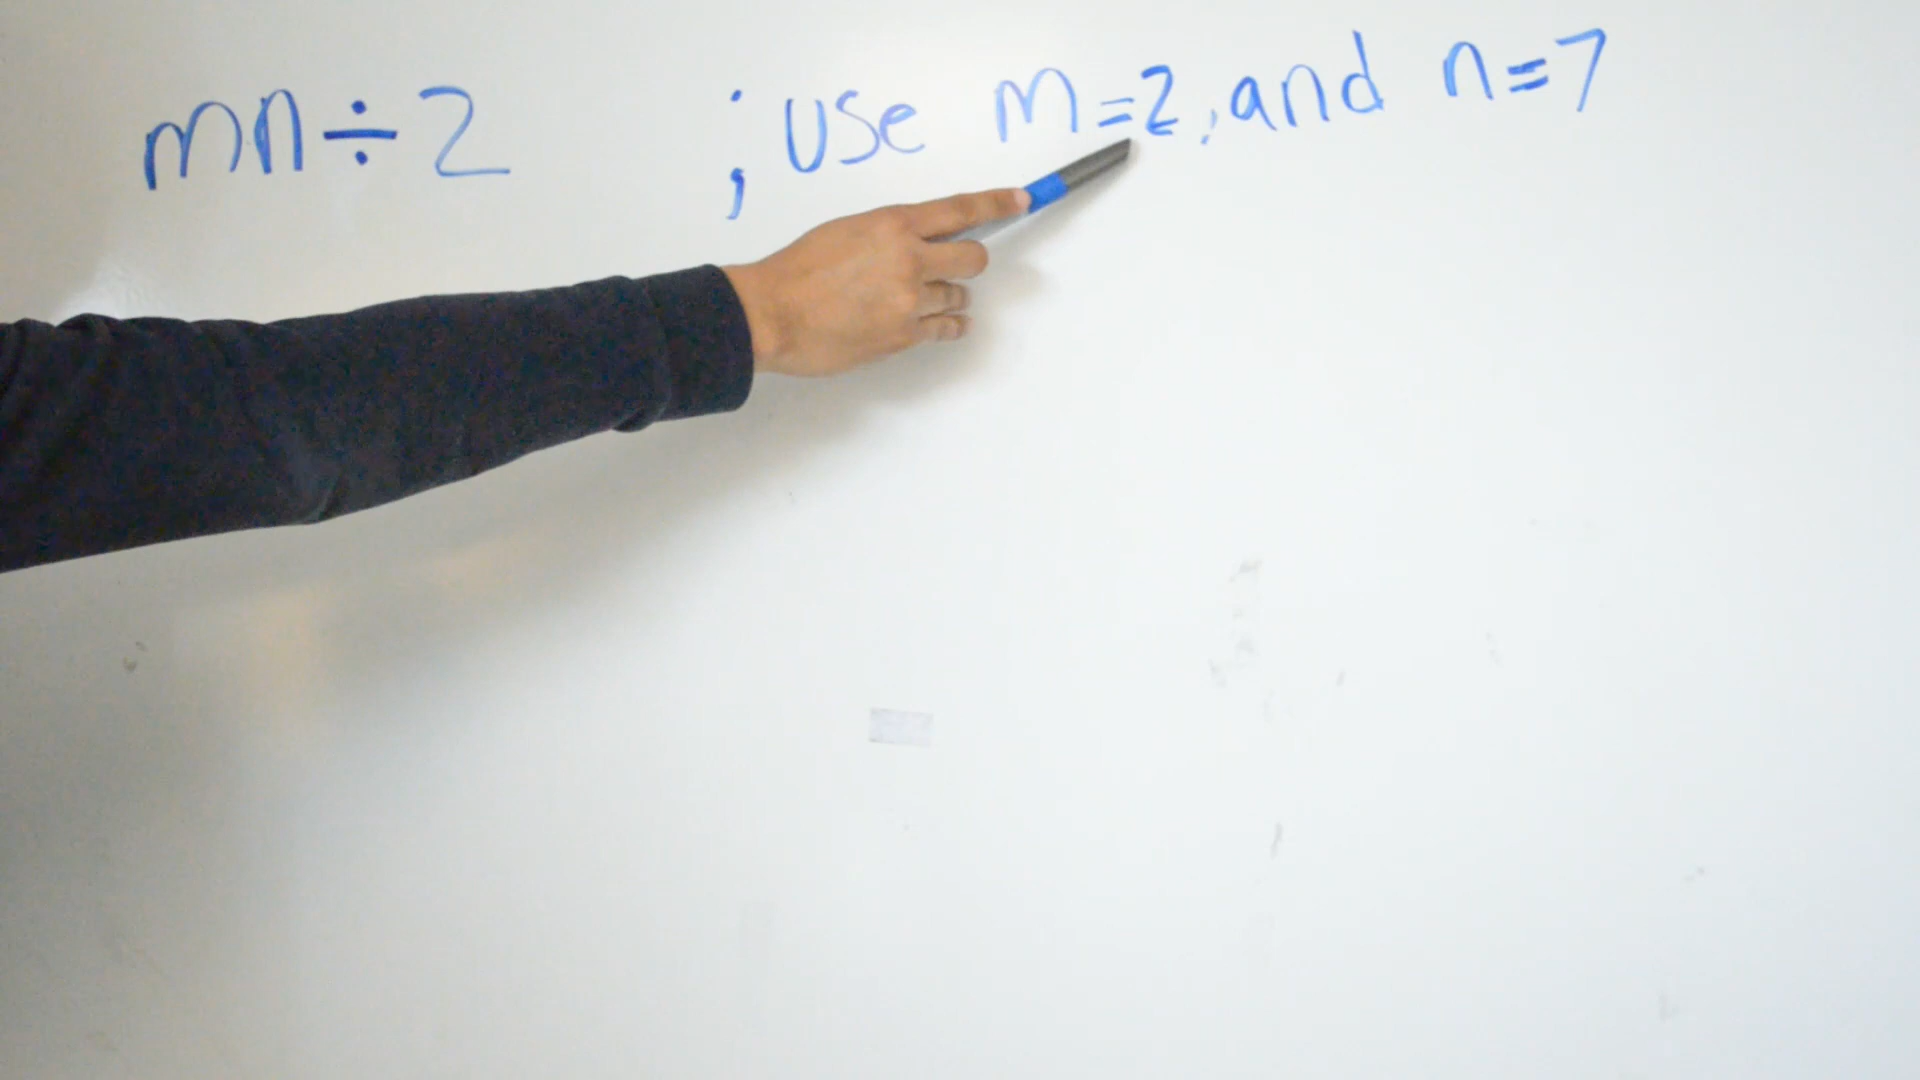 mn÷2 ; use m=2, and n=7